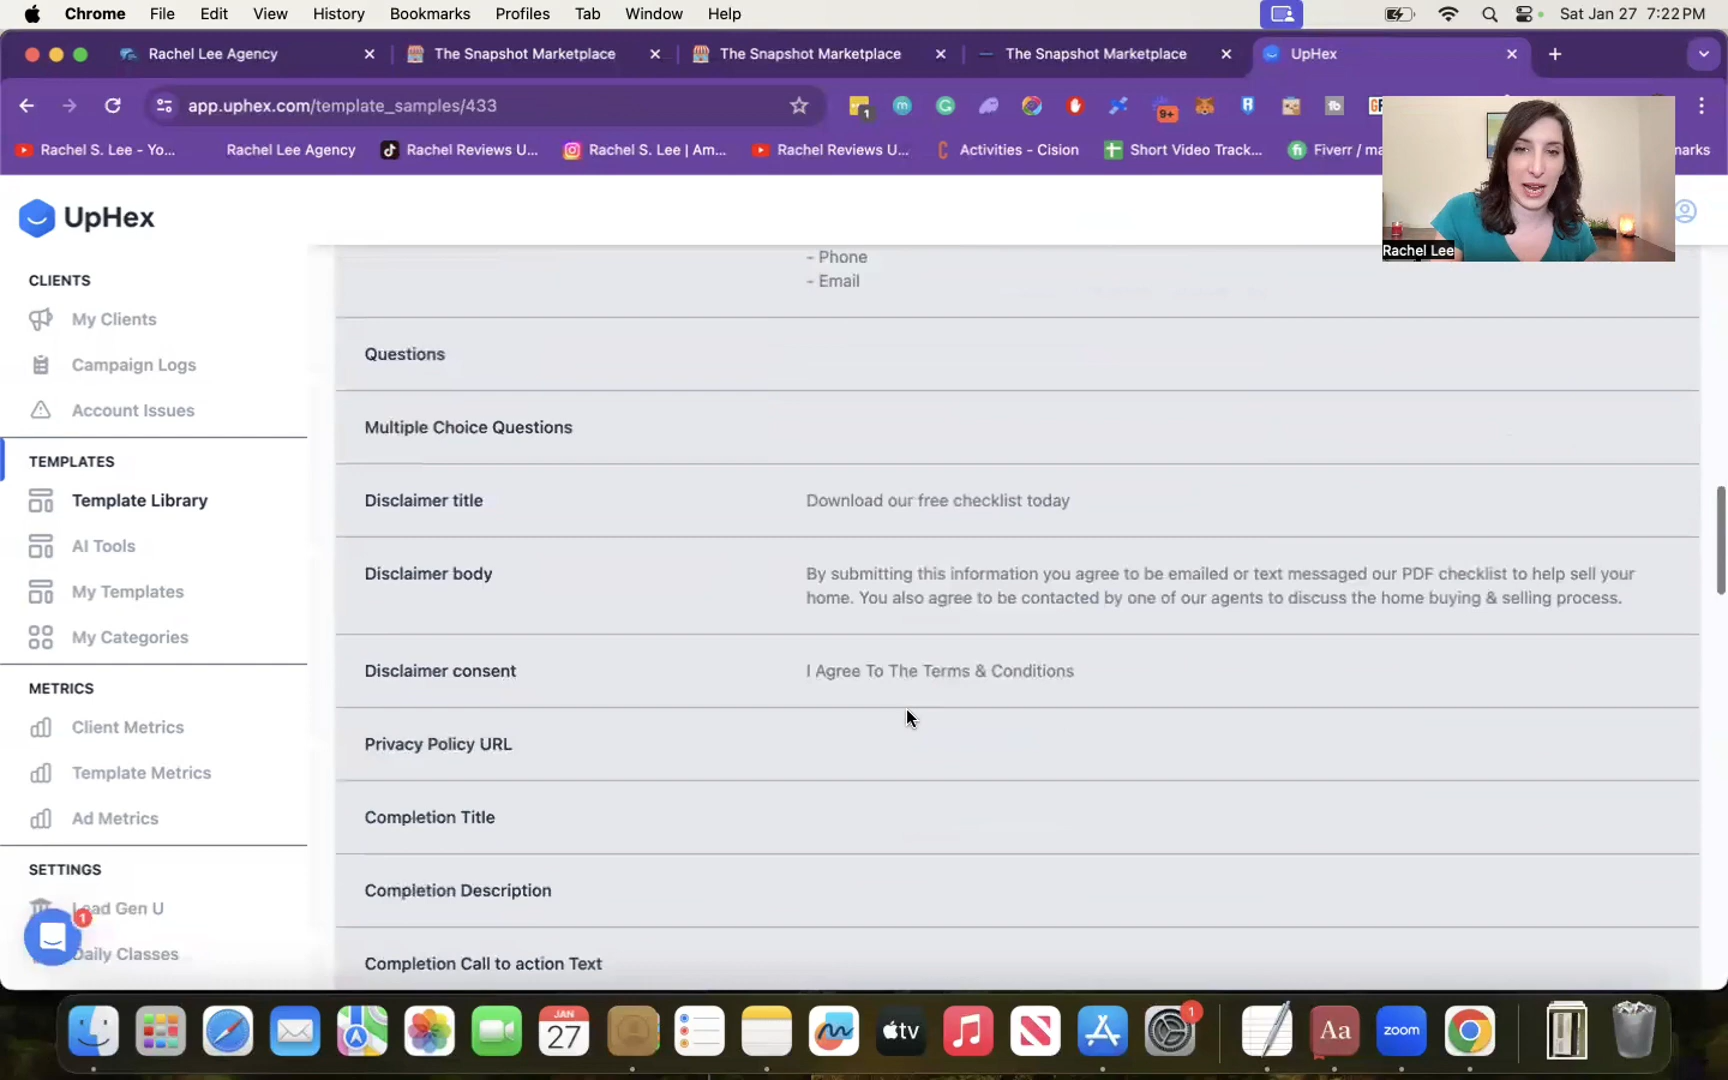 Chrome File Edit View History Bookmarks Profiles Tab Window Help Sat Jan 27 7:22 PM
Rachel Lee Agency The Snapshot Marketplace The Snapshot Marketplace The Snapshot Marketplace UpHex
app.uphex.com/template_samples/433 1 9+
Rachel S. Lee - Yo... Rachel Lee Agency Rachel Reviews U... Rachel S. Lee | Am... Rachel Reviews U... Activities - Cision Short Video Track... Fiverr / ma
Rachel Lee
UpHex
CLIENTS
My Clients
Campaign Logs
Account Issues
TEMPLATES
Template Library
AI Tools
My Templates
My Categories
METRICS
Client Metrics
Template Metrics
Ad Metrics
SETTINGS
Lead Gen U
1
Daily Classes
- Phone
- Email
Questions
Multiple Choice Questions
Disclaimer title Download our free checklist today
Disclaimer body By submitting this information you agree to be emailed or text messaged our PDF checklist to help sell your
home. You also agree to be contacted by one of our agents to discuss the home buying & selling process.
Disclaimer consent I Agree To The Terms & Conditions
Privacy Policy URL
Completion Title
Completion Description
Completion Call to action Text
JAN
27
tv
1
Aa
zoom